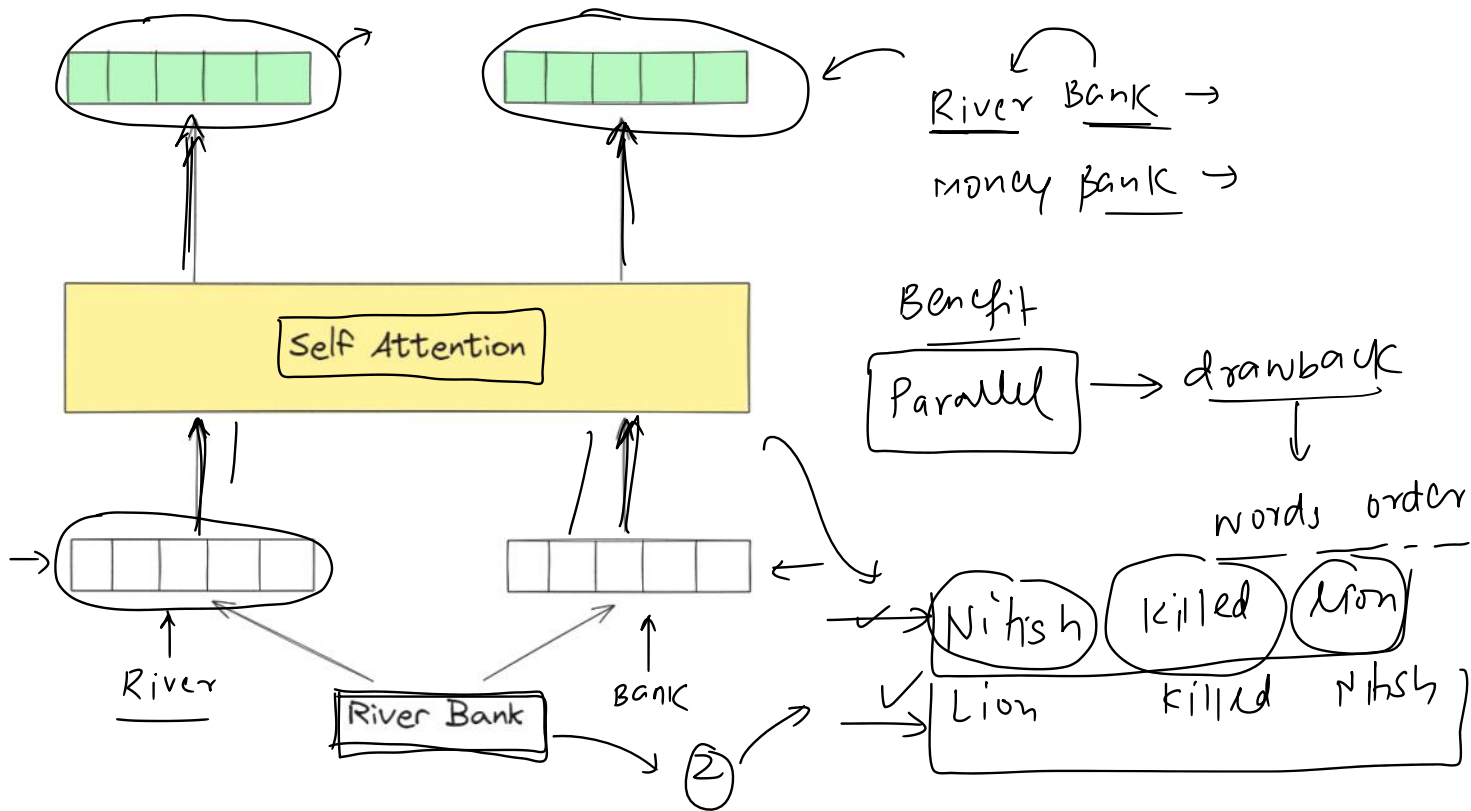 River Bank →
Money Bank →
Self Attention
Benefit
Parallel → drawback
words order
Nitish killed Lion
Lion killed Nitish
River
River Bank
BANK
2